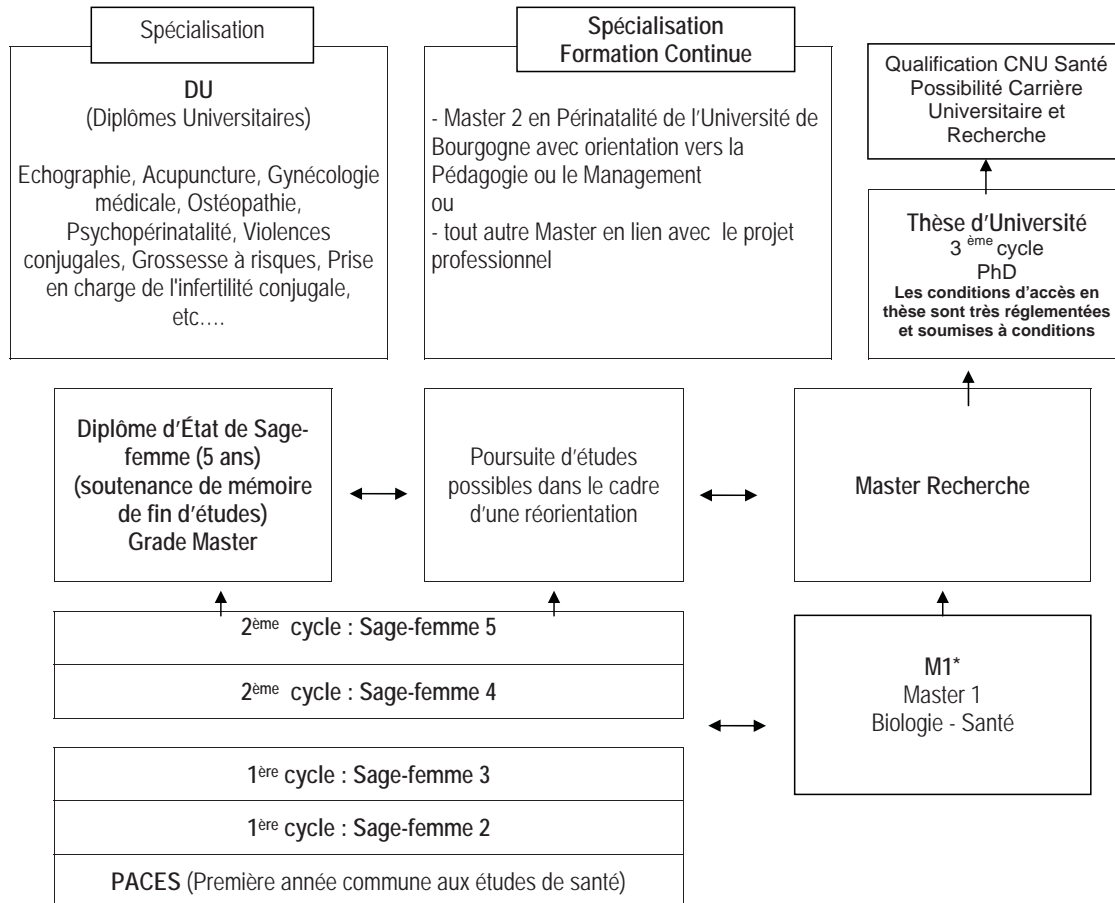 Spécialisation
DU
(Diplômes Universitaires)
Echographie, Acupuncture, Gynécologie
médicale, Ostéopathie,
Psychopérinatalité, Violences
conjugales, Grossesse à risques, Prise
en charge de l'infertilité conjugale,
etc….
Spécialisation
Formation Continue
- Master 2 en Périnatalité de l'Université de
Bourgogne avec orientation vers la
Pédagogie ou le Management
ou
- tout autre Master en lien avec le projet
professionnel
Qualification CNU Santé
Possibilité Carrière
Universitaire et
Recherche
Thèse d'Université
3 ème cycle
PhD
Les conditions d'accès en
thèse sont très réglementées
et soumises à conditions
Diplôme d'État de Sage-
femme (5 ans)
(soutenance de mémoire
de fin d'études)
Grade Master
Poursuite d'études
possibles dans le cadre
d'une réorientation
Master Recherche
2ème cycle : Sage-femme 5
2ème cycle : Sage-femme 4
M1*
Master 1
Biologie - Santé
1ère cycle : Sage-femme 3
1ère cycle : Sage-femme 2
PACES (Première année commune aux études de santé)